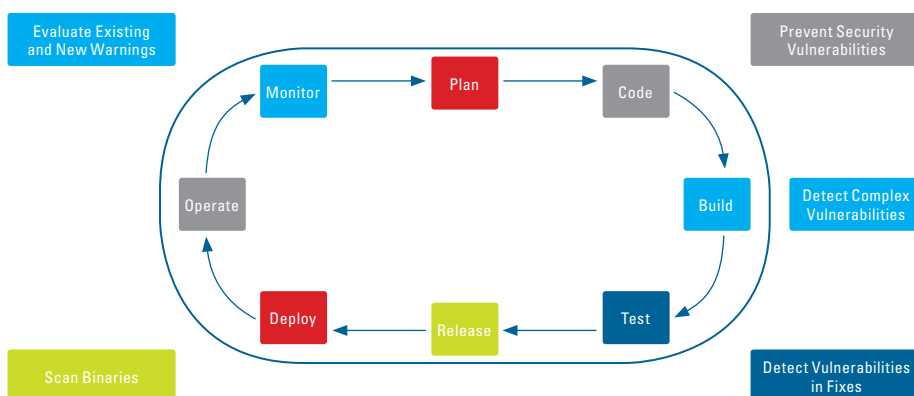 Evaluate Existing
and New Warnings
Prevent Security
Vulnerabilities
Monitor
Plan
Code
Operate
Build
Detect Complex
Vulnerabilities
Deploy
Release
Test
Scan Binaries
Detect Vulnerabilities
in Fixes